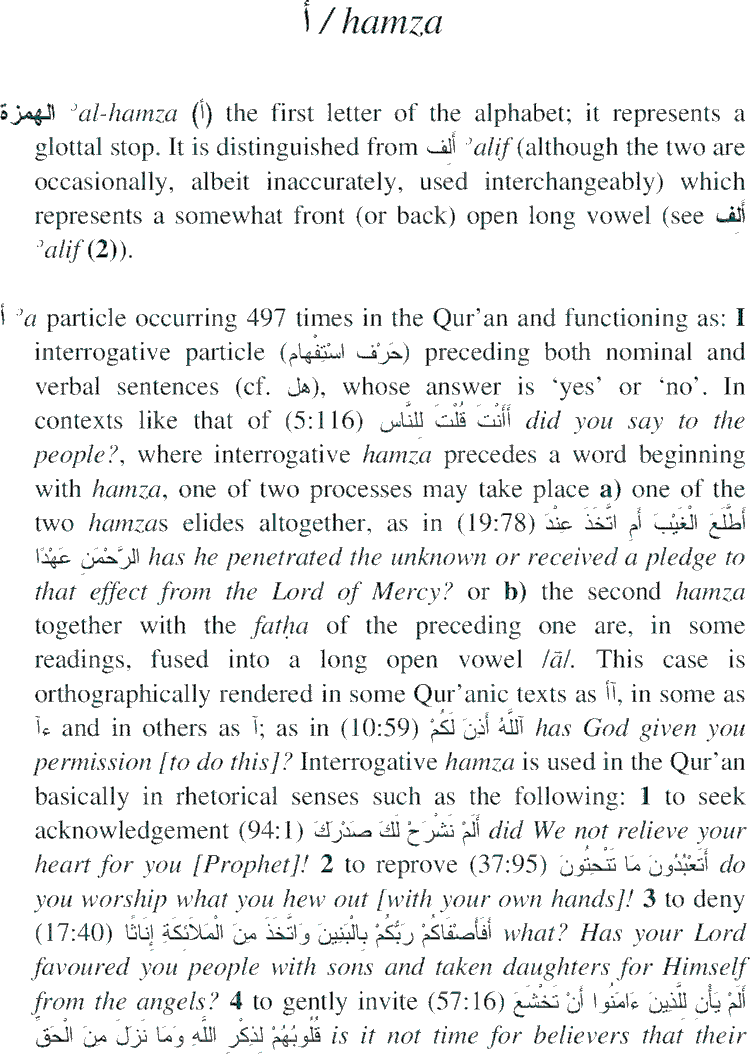 أ / hamza
الهمزة ʾal-hamza (أ) the first letter of the alphabet; it represents a
glottal stop. It is distinguished from أَلِف ʾalif (although the two are
occasionally, albeit inaccurately, used interchangeably) which
represents a somewhat front (or back) open long vowel (see أَلِف
ʾalif (2)).
أ ʾa particle occurring 497 times in the Qur'an and functioning as: I
interrogative particle (حَرْف اسْتِفْهام) preceding both nominal and
verbal sentences (cf. هل), whose answer is 'yes' or 'no'. In
contexts like that of (5:116) أَأَنْتَ قُلْتَ لِلنَّاسِ did you say to the
people?, where interrogative hamza precedes a word beginning
with hamza, one of two processes may take place a) one of the
two hamzas elides altogether, as in (19:78) أَطَّلَعَ الْغَيْبَ أَمِ اتَّخَذَ عِنْدَ
الرَّحْمَنِ عَهْدًا has he penetrated the unknown or received a pledge to
that effect from the Lord of Mercy? or b) the second hamza
together with the fatḥa of the preceding one are, in some
readings, fused into a long open vowel /ā/. This case is
orthographically rendered in some Qur'anic texts as أآ, in some as
ءآ and in others as آ; as in (10:59) آللَّهُ أَذِنَ لَكُمْ has God given you
permission [to do this]? Interrogative hamza is used in the Qur'an
basically in rhetorical senses such as the following: 1 to seek
acknowledgement (94:1) أَلَمْ نَشْرَحْ لَكَ صَدْرَكَ did We not relieve your
heart for you [Prophet]! 2 to reprove (37:95) أَتَعْبُدُونَ مَا تَنْحِتُونَ do
you worship what you hew out [with your own hands]! 3 to deny
(17:40) أَفَأَصْفَاكُمْ رَبُّكُمْ بِالْبَنِينَ وَاتَّخَذَ مِنَ الْمَلَائِكَةِ إِنَاثًا what? Has your Lord
favoured you people with sons and taken daughters for Himself
from the angels? 4 to gently invite (57:16) أَلَمْ يَأْنِ لِلَّذِينَ ءَامَنُوا أَنْ تَخْشَعَ
قُلُوبُهُمْ لِذِكْرِ اللَّهِ وَمَا نَزَلَ مِنَ الْحَقِّ is it not time for believers that their